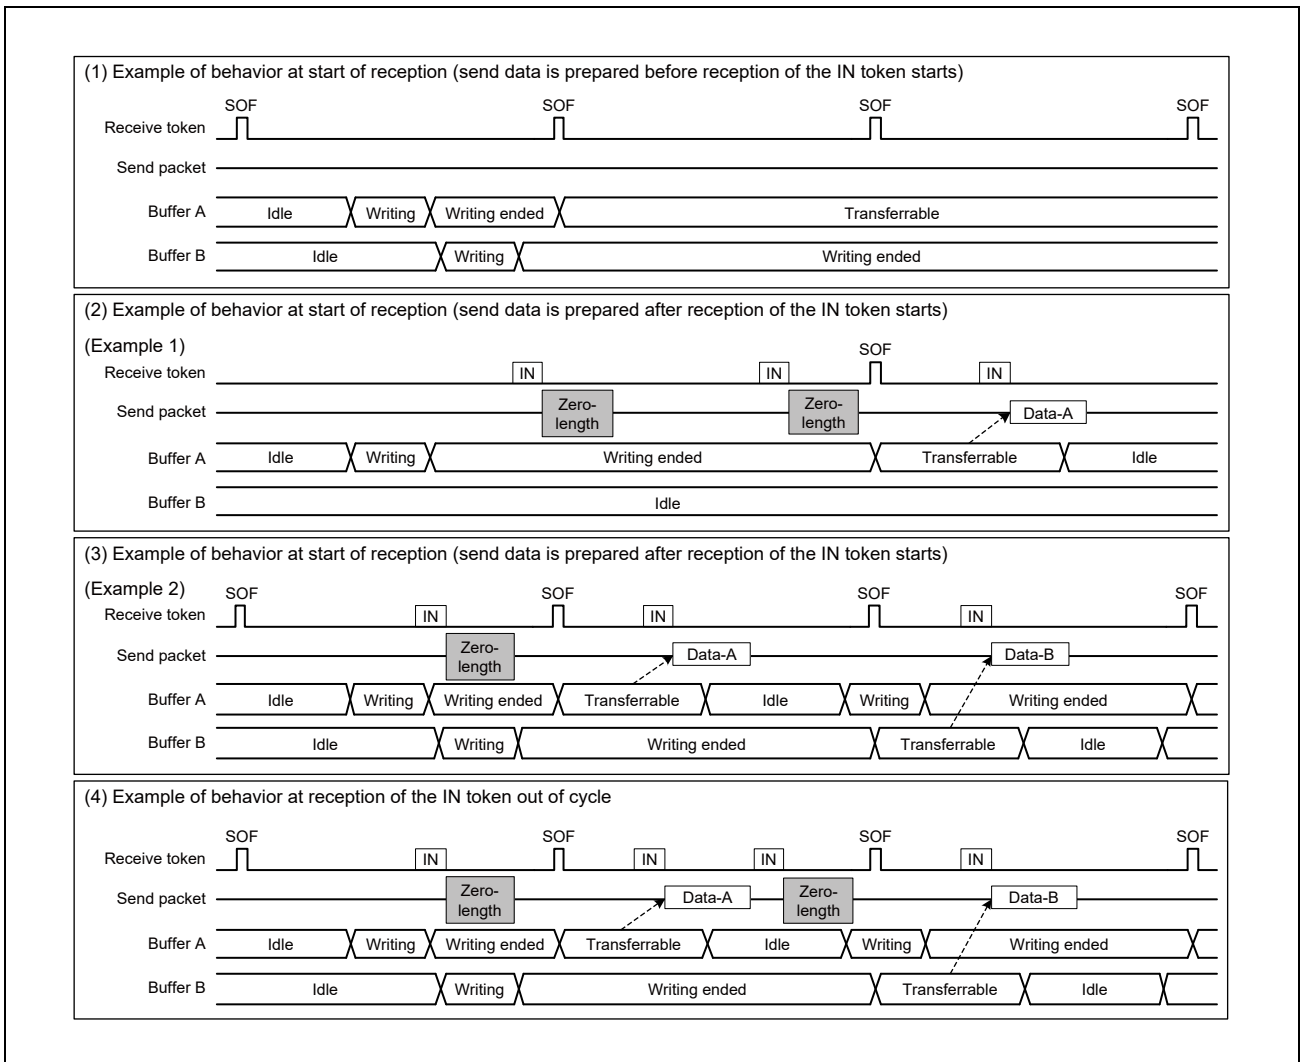 (1) Example of behavior at start of reception (send data is prepared before reception of the IN token starts)
SOF SOF SOF SOF
Receive token
Send packet
Buffer A Idle Writing Writing ended Transferrable
Buffer B Idle Writing Writing ended
(2) Example of behavior at start of reception (send data is prepared after reception of the IN token starts)
(Example 1)
SOF
Receive token IN IN IN
Send packet Zero- Zero- Data-A
length length
Buffer A Idle Writing Writing ended Transferrable Idle
Buffer B Idle
(3) Example of behavior at start of reception (send data is prepared after reception of the IN token starts)
(Example 2)
SOF SOF SOF SOF
Receive token IN IN IN
Send packet Zero- Data-A Data-B
length
Buffer A Idle Writing Writing ended Transferrable Idle Writing Writing ended
Buffer B Idle Writing Writing ended Transferrable Idle
(4) Example of behavior at reception of the IN token out of cycle
SOF SOF SOF SOF
Receive token IN IN IN IN
Send packet Zero- Data-A Zero- Data-B
length length
Buffer A Idle Writing Writing ended Transferrable Idle Writing Writing ended
Buffer B Idle Writing Writing ended Transferrable Idle